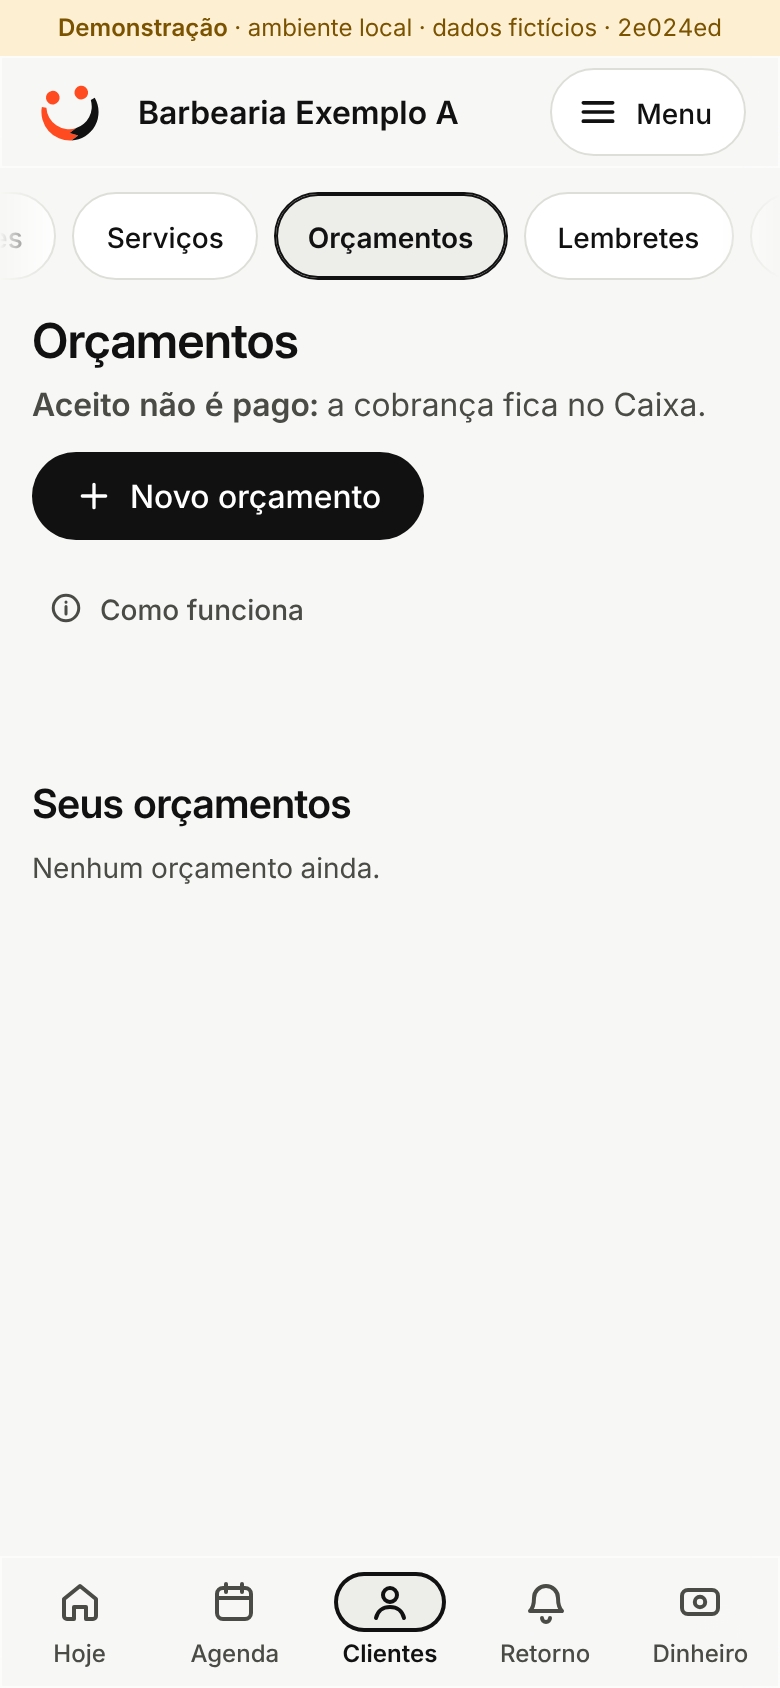 Demonstração · ambiente local · dados fictícios · 2e024ed
Barbearia Exemplo A
Menu
Serviços
Orçamentos
Lembretes
Orçamentos
Aceito não é pago: a cobrança fica no Caixa.
Novo orçamento
Como funciona
Seus orçamentos
Nenhum orçamento ainda.
Hoje
Agenda
Clientes
Retorno
Dinheiro